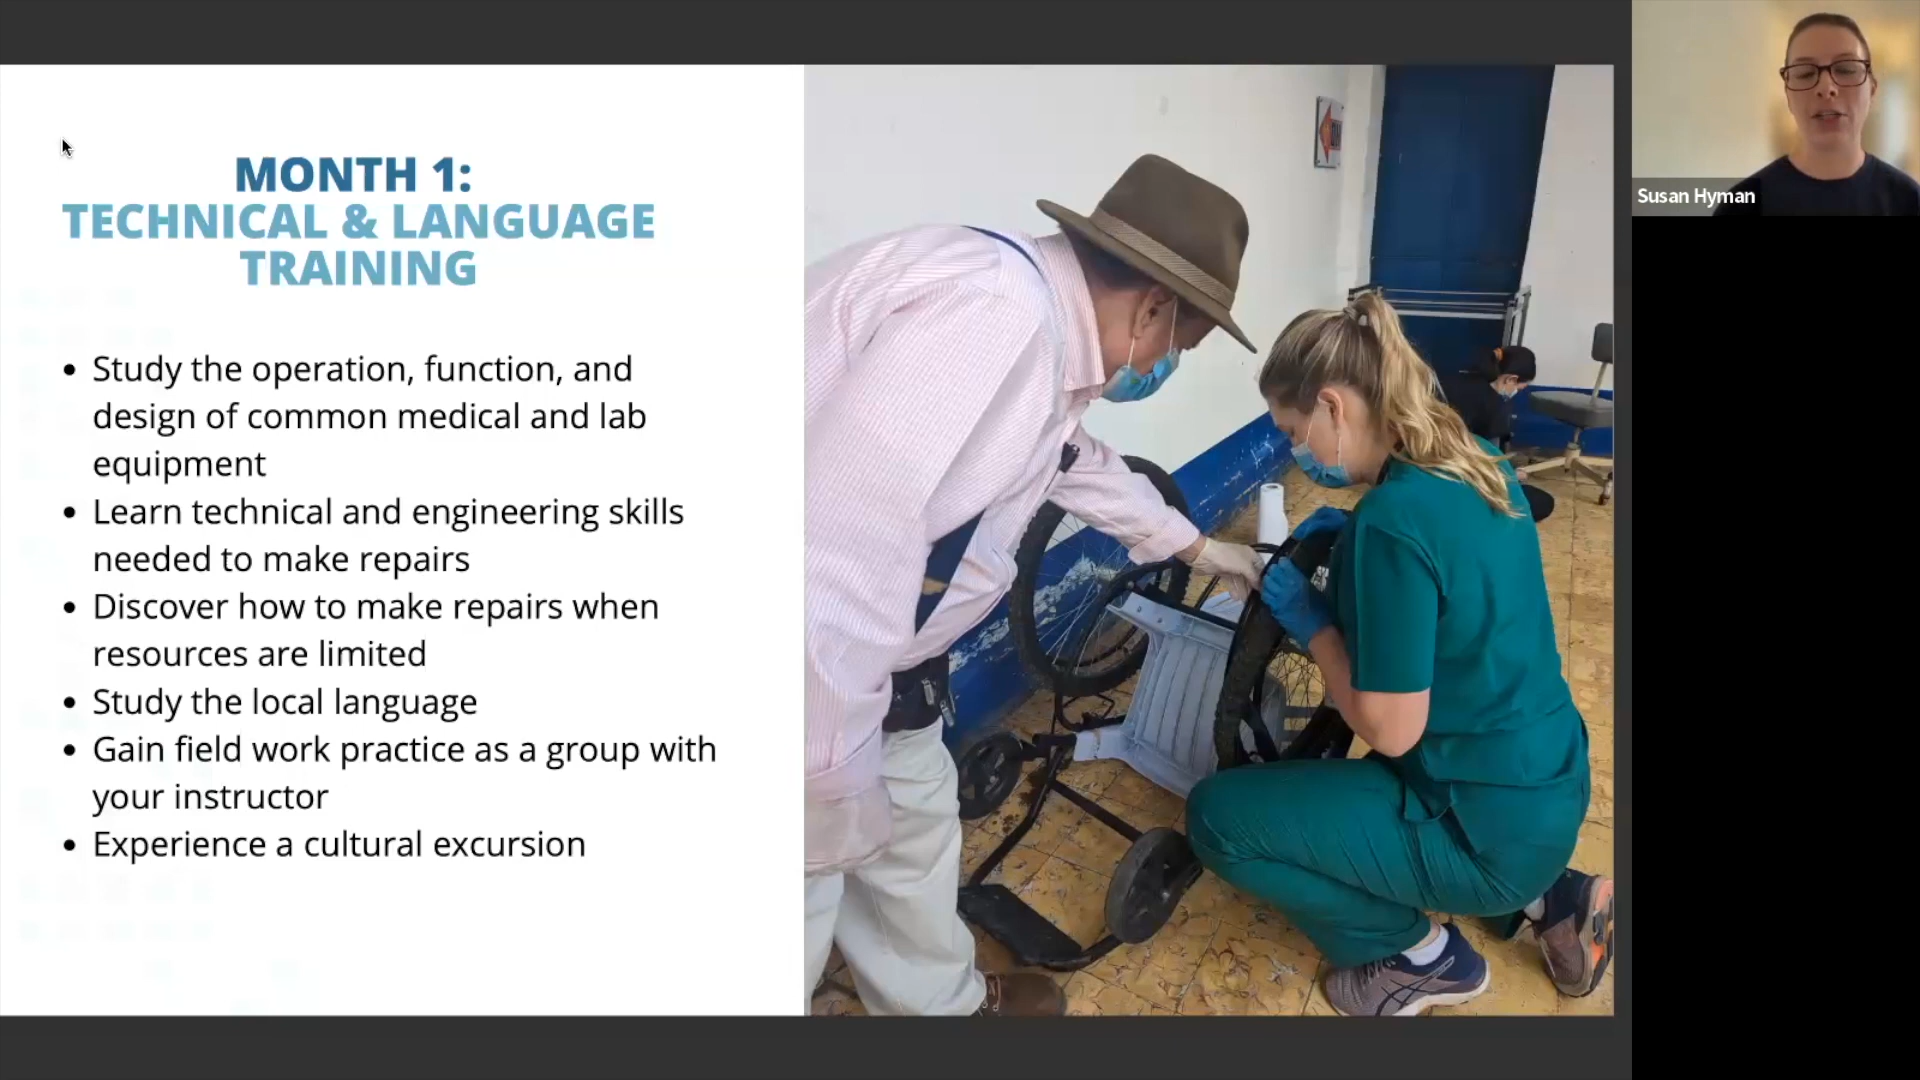 MONTH 1:
TECHNICAL & LANGUAGE
TRAINING
• Study the operation, function, and
design of common medical and lab
equipment
• Learn technical and engineering skills
needed to make repairs
• Discover how to make repairs when
resources are limited
• Study the local language
• Gain field work practice as a group with
your instructor
• Experience a cultural excursion
Susan Hyman